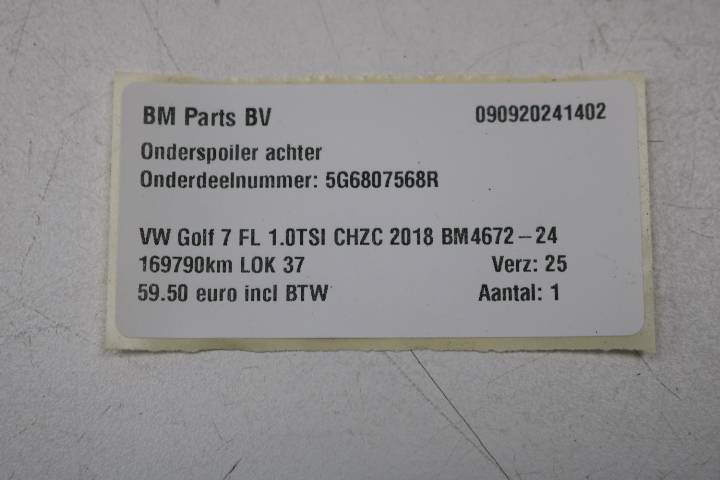 BM Parts BV 090920241402
Onderspoiler achter
Onderdeelnummer: 5G6807568R
VW Golf 7 FL 1.0TSI CHZC 2018 BM4672-24
169790km LOK 37 Verz: 25
59.50 euro incl BTW Aantal: 1